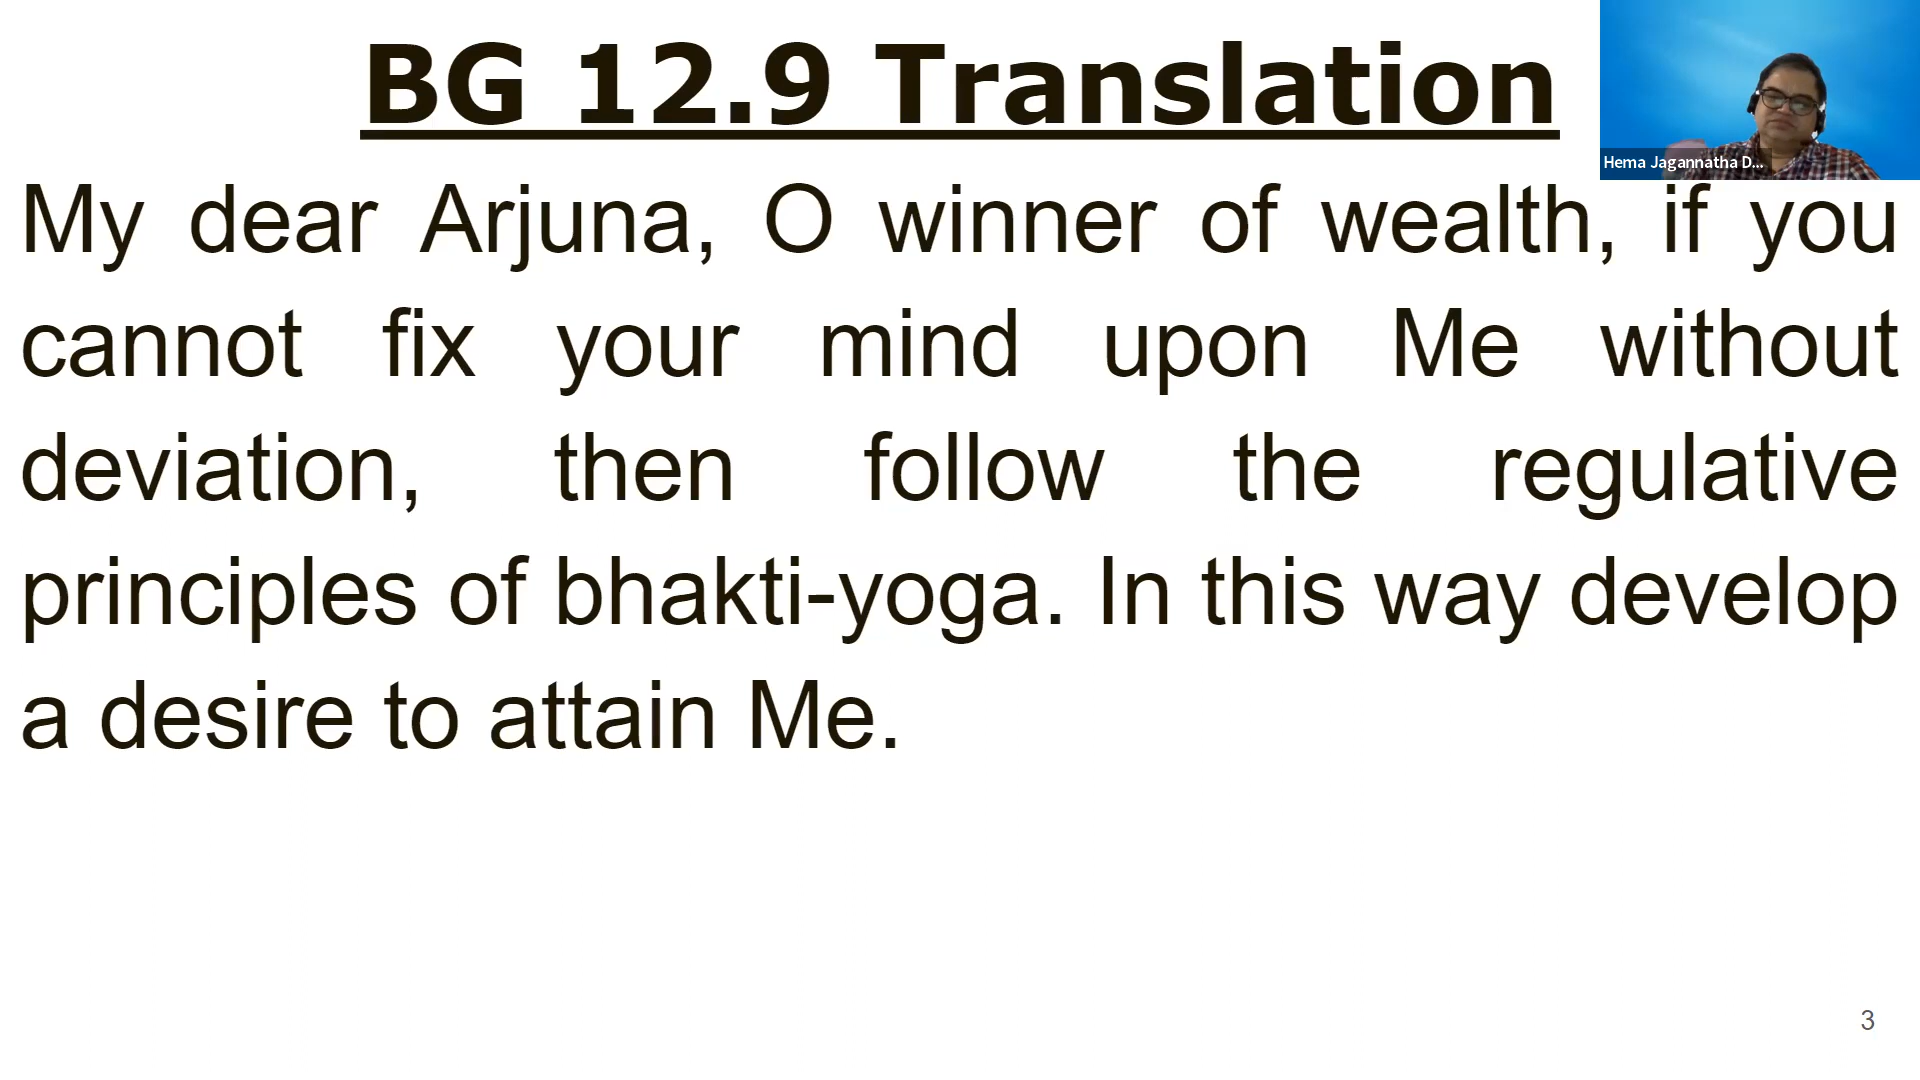 BG 12.9 Translation
Hema Jagannatha D...
My dear Arjuna, O winner of wealth, if you
cannot fix your mind upon Me without
deviation, then follow the regulative
principles of bhakti-yoga. In this way develop
a desire to attain Me.
3